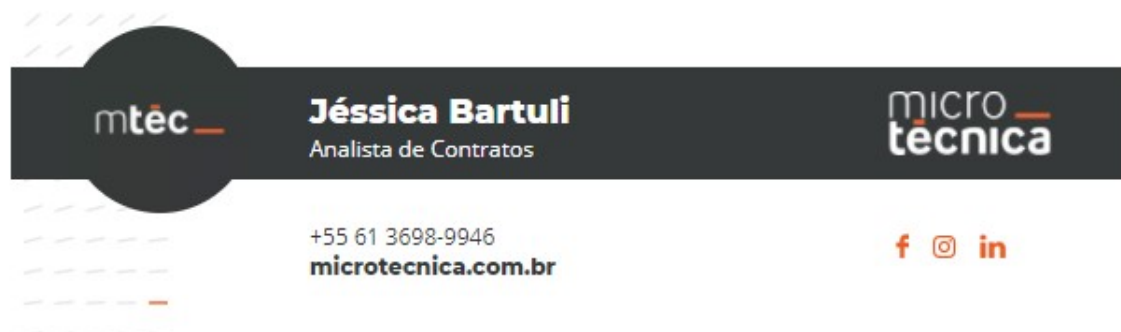 mtēc_
Jéssica Bartuli
Analista de Contratos
micro_
tēcnica
+55 61 3698-9946
microtecnica.com.br
f in